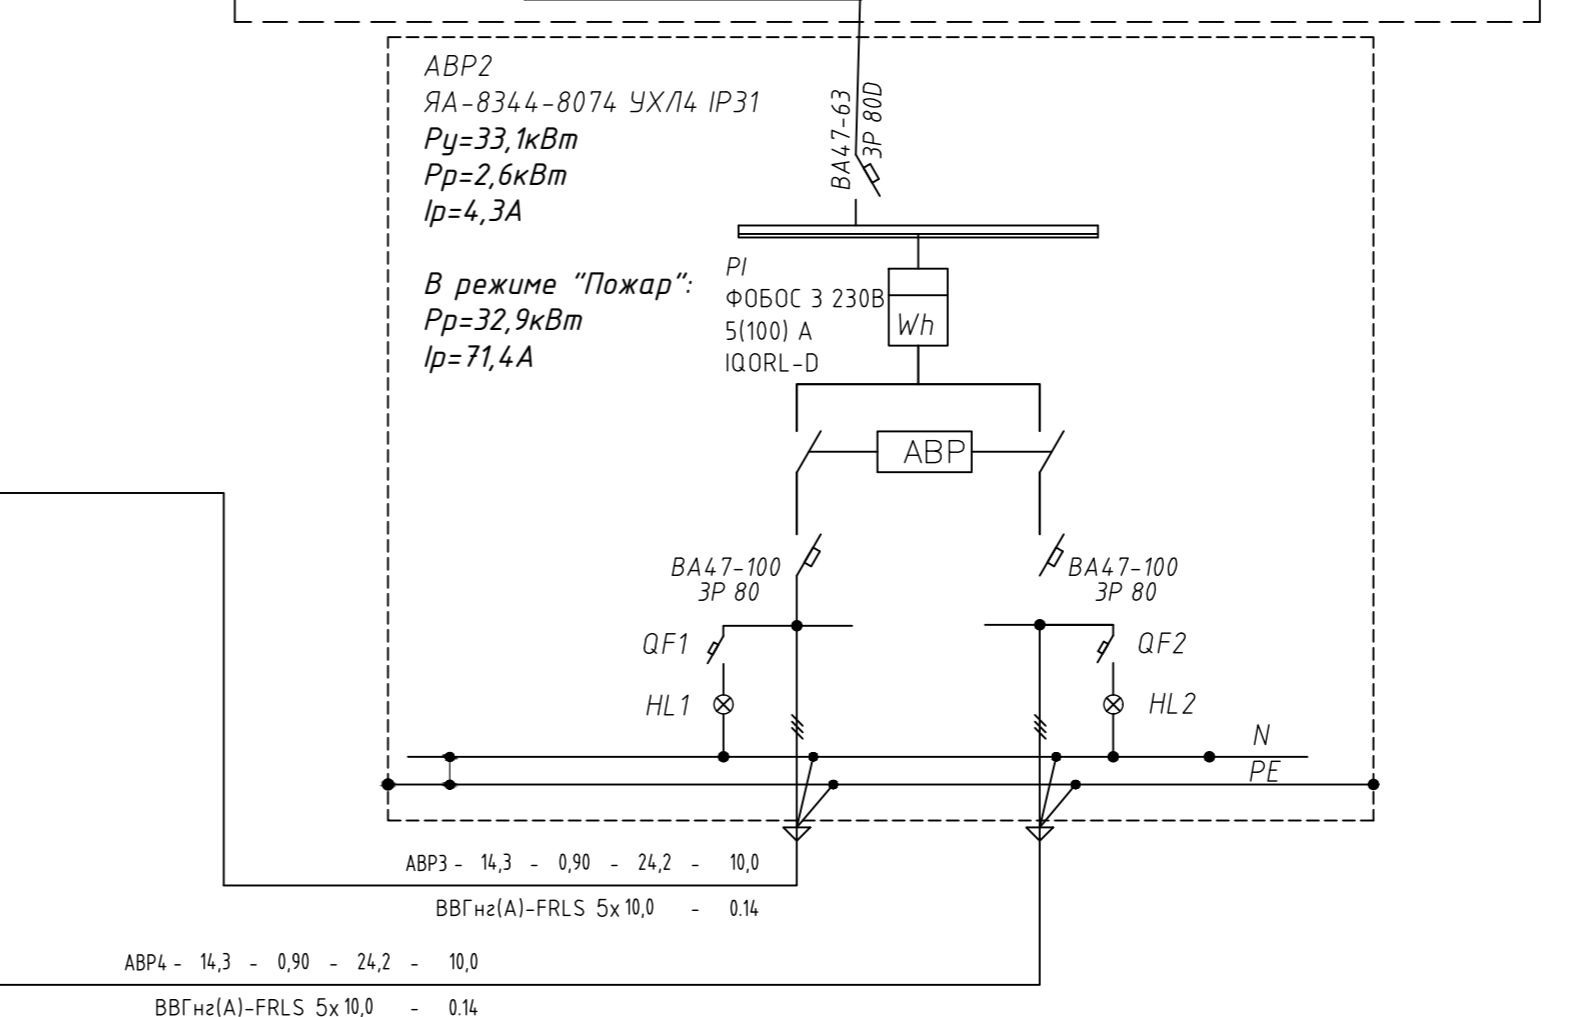 АВР2
ЯА-8344-8074 УХЛ4 IP31
Ру=33,1кВт
Рр=2,6кВт
Iр=4,3А
В режиме "Пожар":
Рр=32,9кВт
Iр=71,4А
ВА47-63
3Р 80D
PI
ФОБОС 3 230В
5(100) А
IQORL-D
Wh
АВР
ВА47-100
3Р 80
ВА47-100
3Р 80
QF1
QF2
HL1
HL2
N
PE
АВР3 - 14,3 - 0,90 - 24,2 - 10,0
ВВГнг(А)-FRLS 5х10,0 - 0.14
АВР4 - 14,3 - 0,90 - 24,2 - 10,0
ВВГнг(А)-FRLS 5х10,0 - 0.14